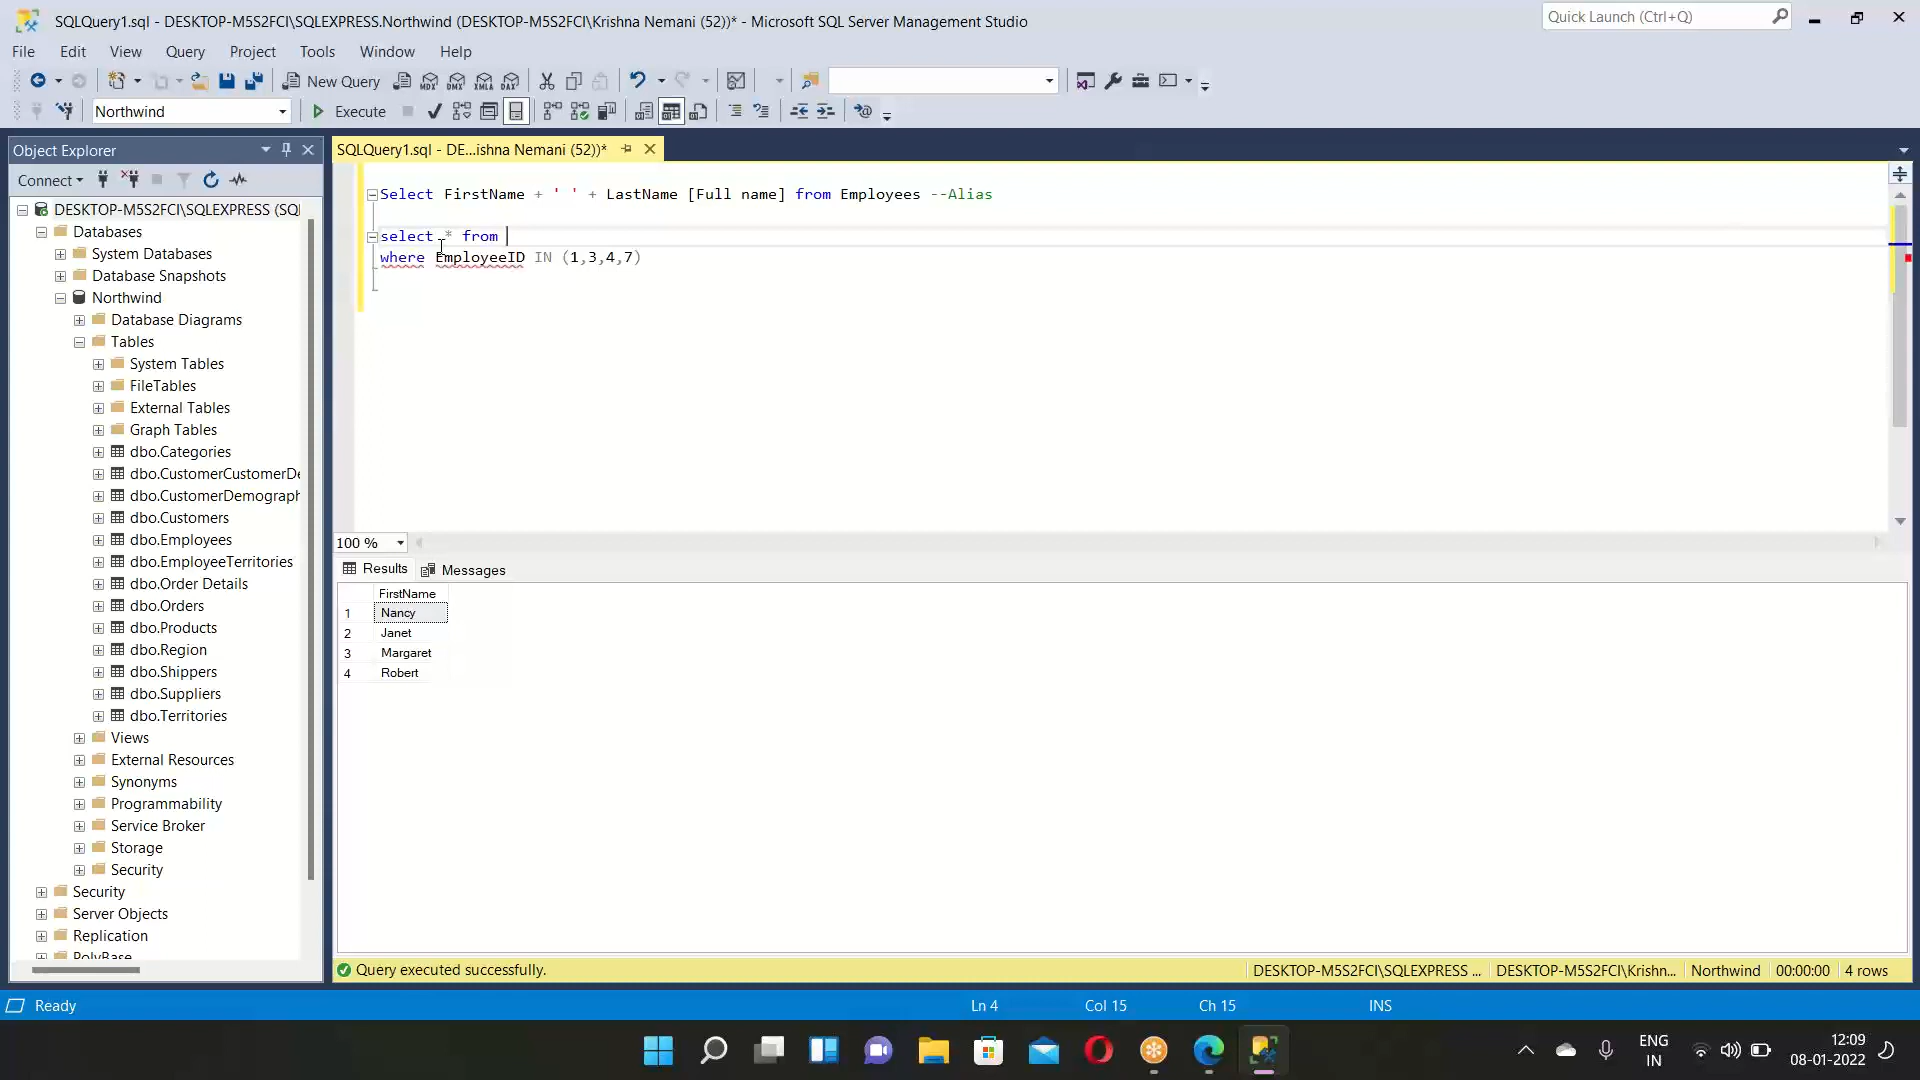 SQLQuery1.sql - DESKTOP-M5S2FCI\SQLEXPRESS.Northwind (DESKTOP-M5S2FCI\Krishna Nemani (52))* - Microsoft SQL Server Management Studio
Quick Launch (Ctrl+Q)
File Edit View Query Project Tools Window Help
New Query
MDX DMX XMLA DAX
Northwind
Execute
Object Explorer
SQLQuery1.sql - DE...ishna Nemani (52))*
Connect
DESKTOP-M5S2FCI\SQLEXPRESS (SQ
Databases
System Databases
Database Snapshots
Northwind
Database Diagrams
Tables
System Tables
FileTables
External Tables
Graph Tables
dbo.Categories
dbo.CustomerCustomerDe
dbo.CustomerDemograph
dbo.Customers
dbo.Employees
dbo.EmployeeTerritories
dbo.Order Details
dbo.Orders
dbo.Products
dbo.Region
dbo.Shippers
dbo.Suppliers
dbo.Territories
Views
External Resources
Synonyms
Programmability
Service Broker
Storage
Security
Security
Server Objects
Replication
PolyBase
Select FirstName + ' ' + LastName [Full name] from Employees --Alias
select * from
where EmployeeID IN (1,3,4,7)
100 %
Results Messages
FirstName
1 Nancy
2 Janet
3 Margaret
4 Robert
Query executed successfully.
DESKTOP-M5S2FCI\SQLEXPRESS ... DESKTOP-M5S2FCI\Krishn... Northwind 00:00:00 4 rows
Ready
Ln 4 Col 15 Ch 15 INS
ENG
IN
12:09
08-01-2022